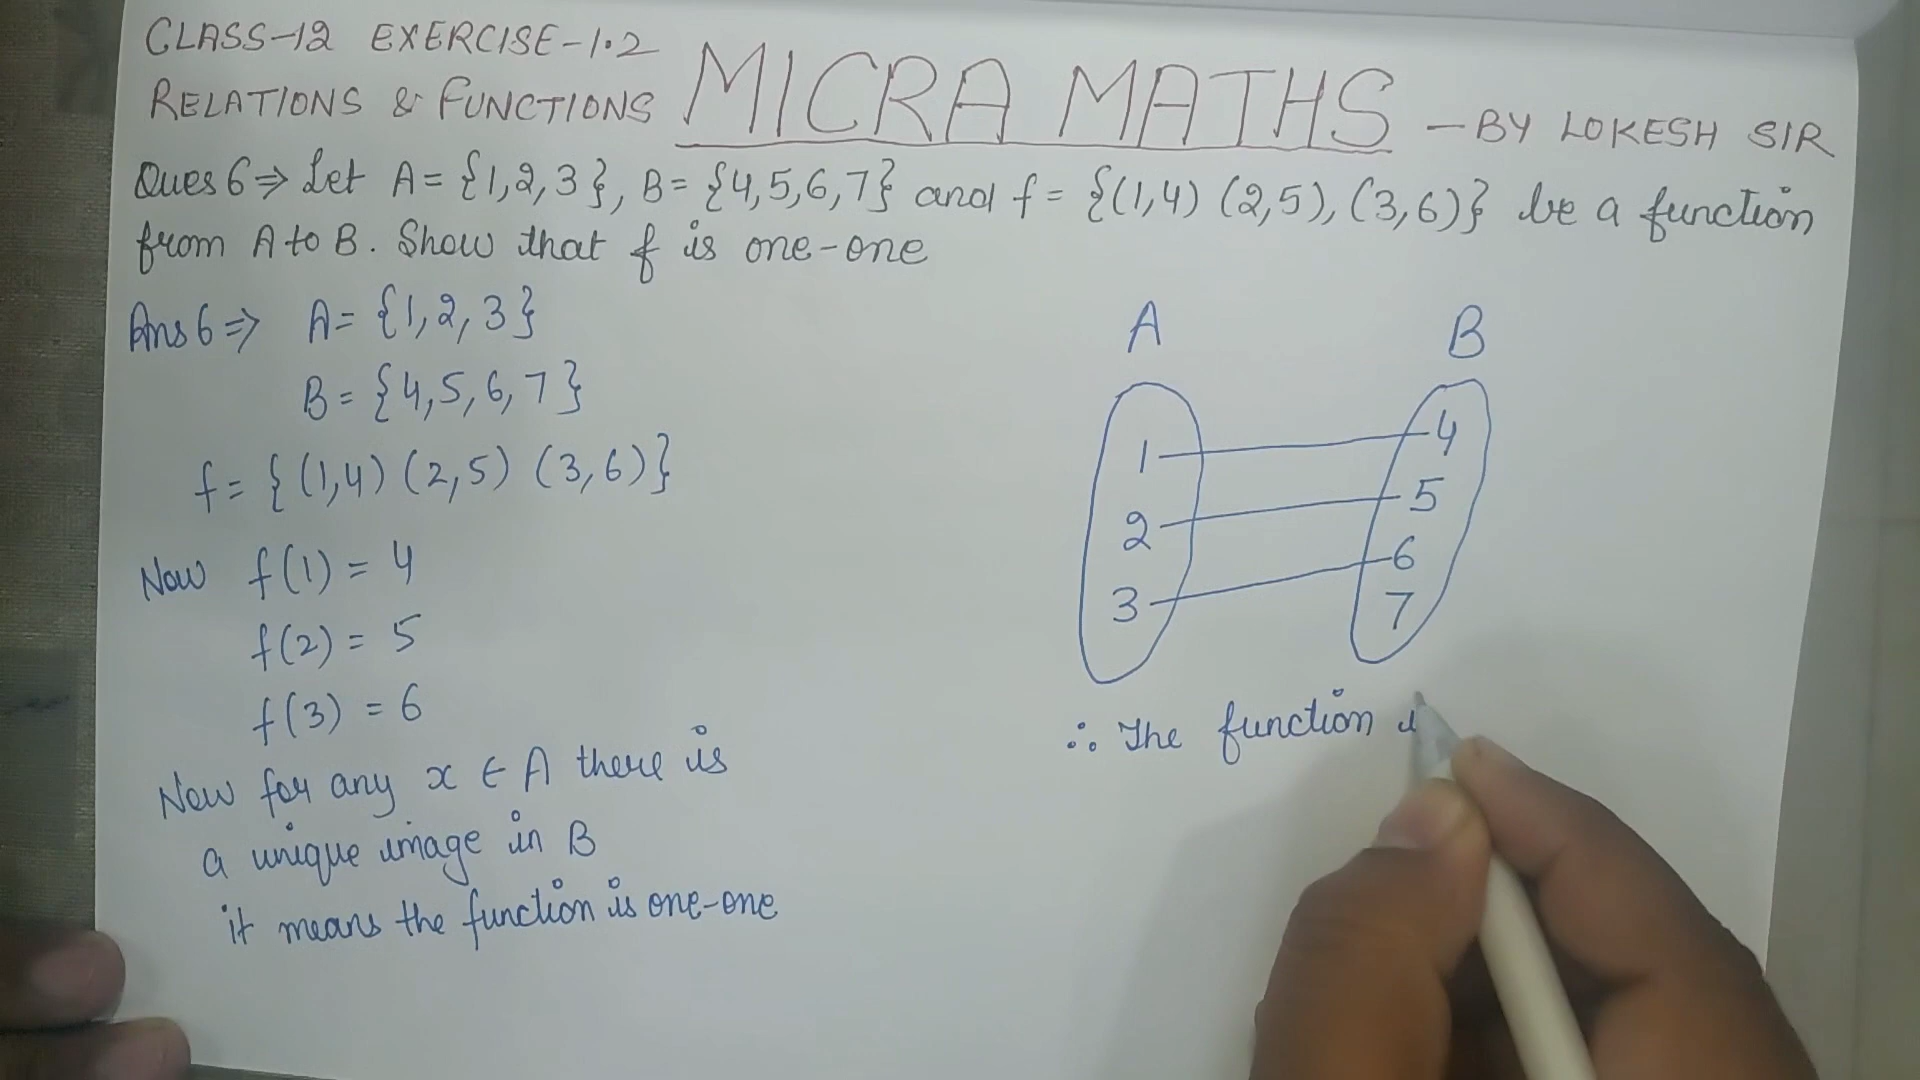 CLASS-12 EXERCISE-1.2
RELATIONS & FUNCTIONS
MICRA MATHS
- BY LOKESH SIR
Ques 6 ⇒ Let A = {1,2,3}, B = {4,5,6,7} and f = {(1,4) (2,5), (3,6)} be a function
from A to B. Show that f is one-one
Ans 6 ⇒ A = {1,2,3}
B = {4,5,6,7}
f = {(1,4) (2,5) (3,6)}
Now f(1) = 4
f(2) = 5
f(3) = 6
Now for any x ∈ A there is
a unique image in B
it means the function is one-one
A B
1 4
2 5
3 6
7
∴ The function